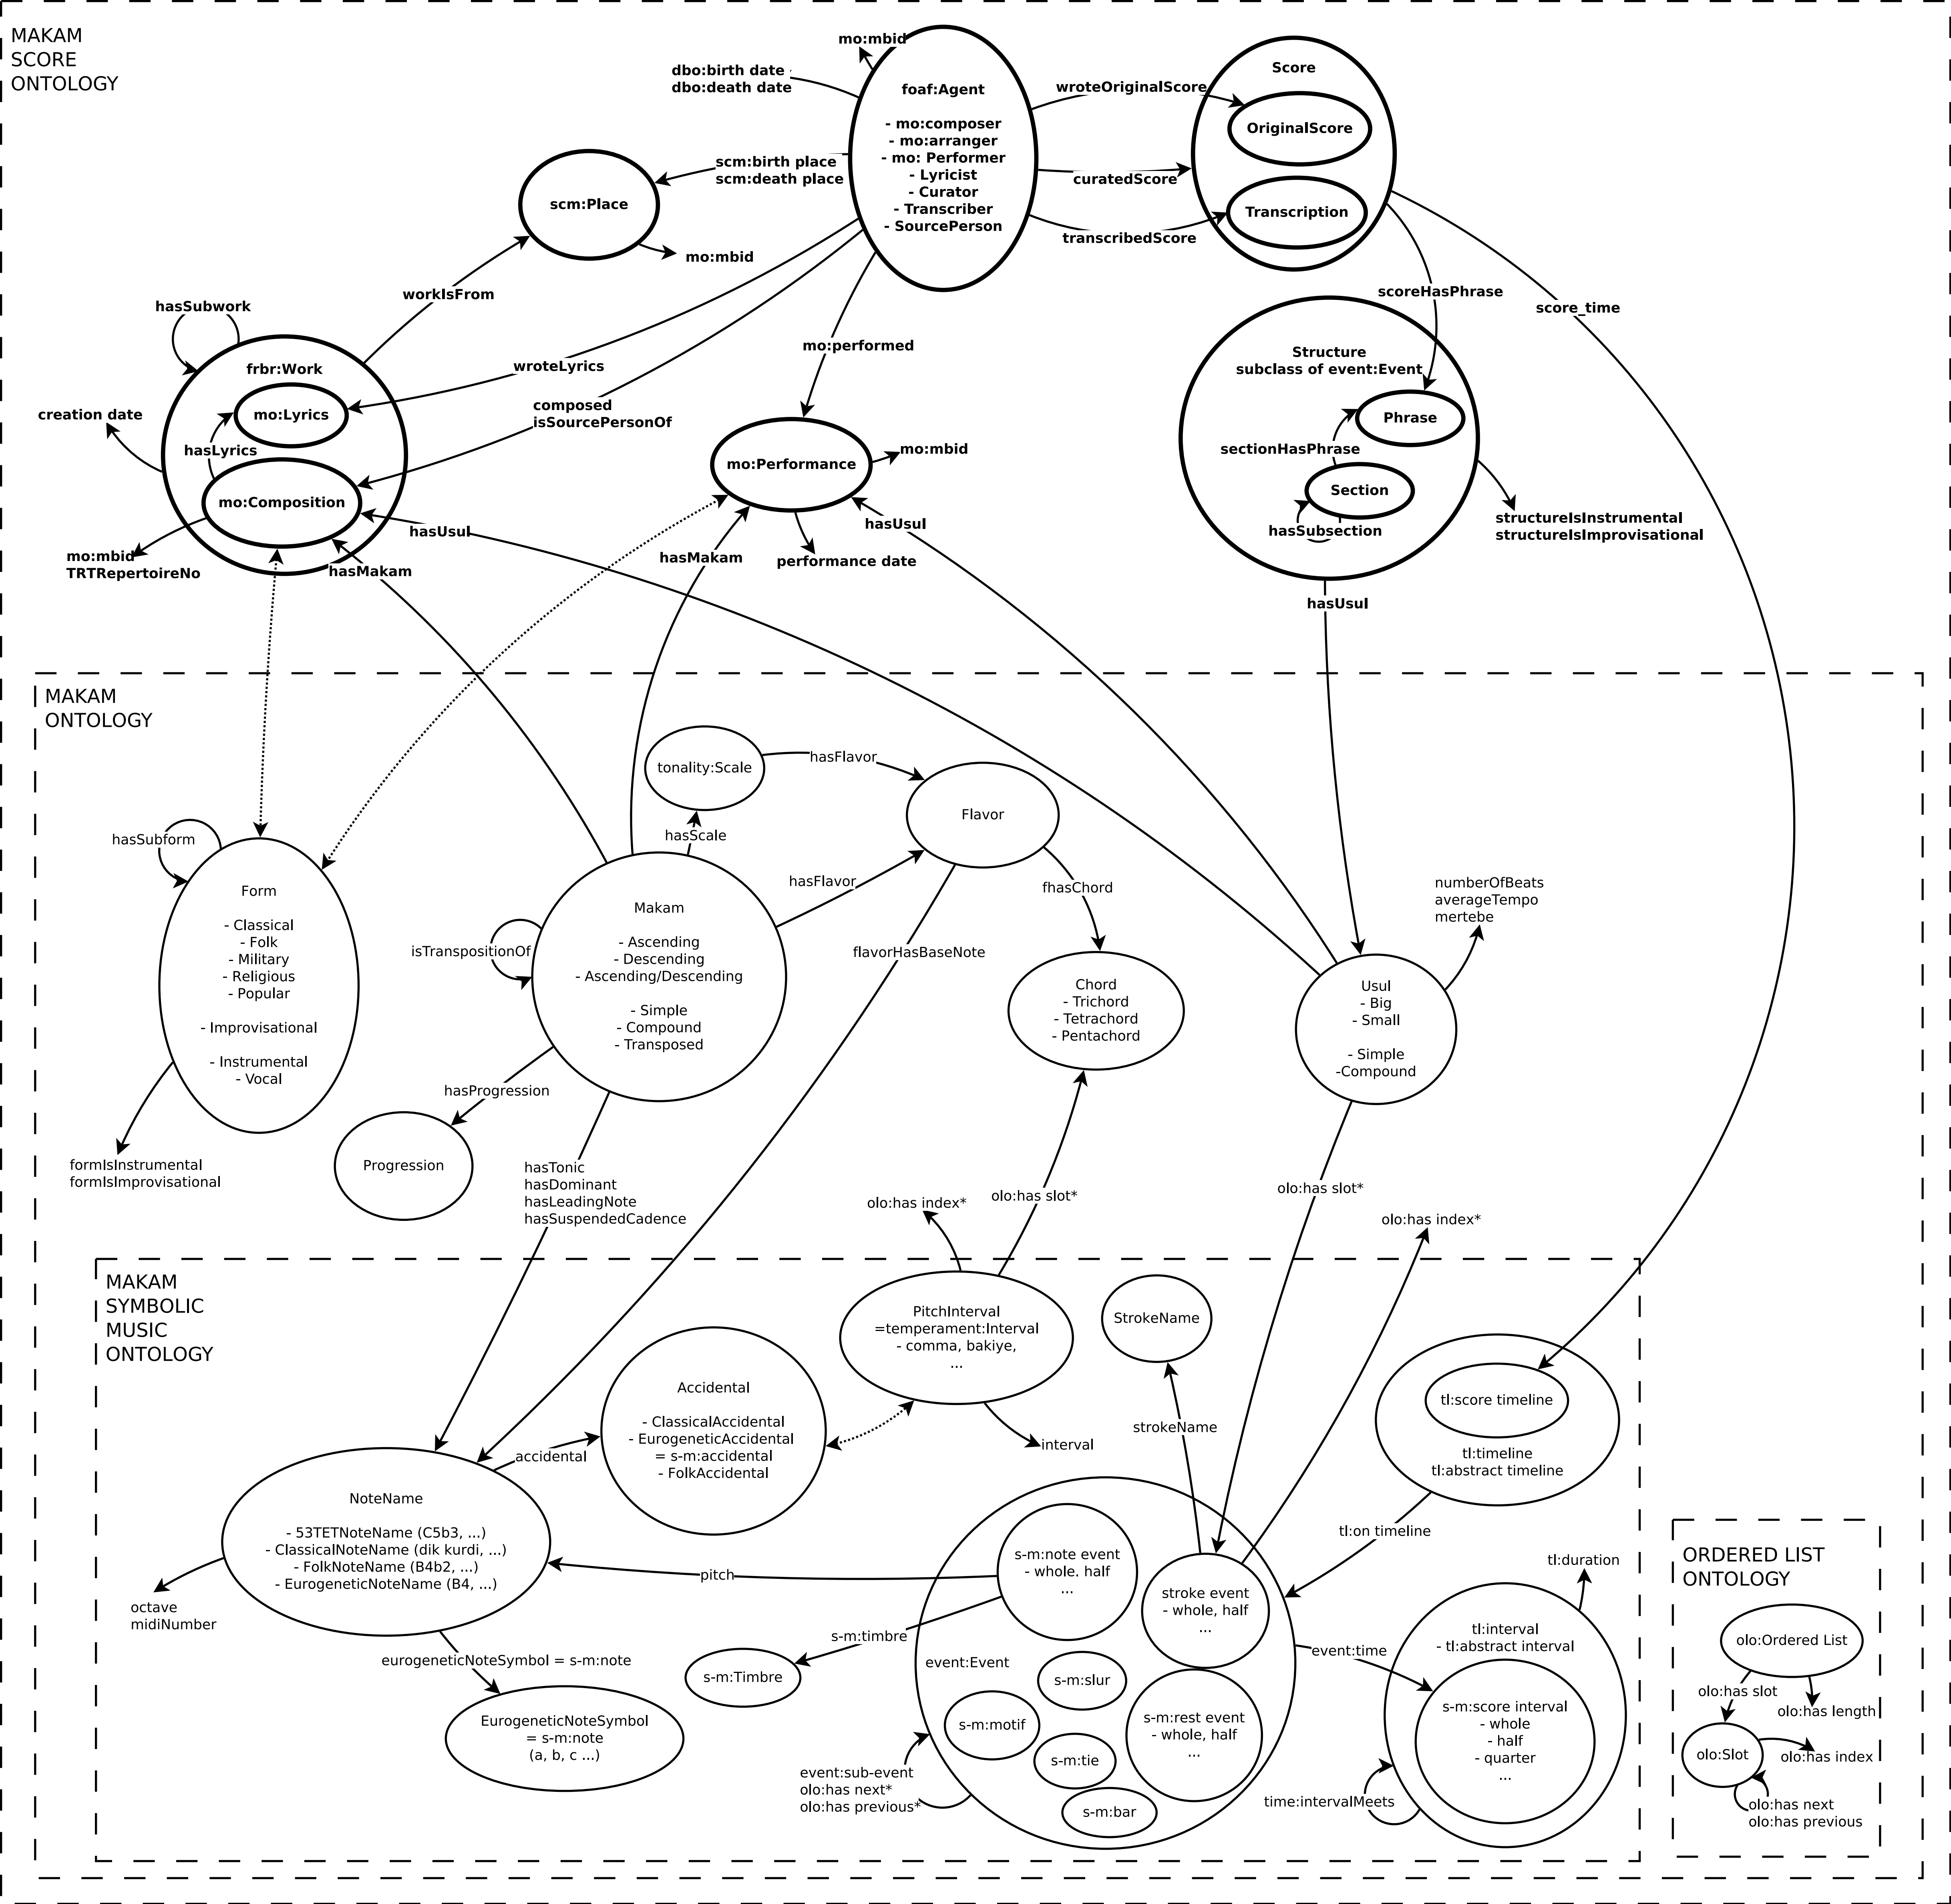 MAKAM
SCORE
ONTOLOGY
mo:mbid
dbo:birth date
dbo:death date
foaf:Agent
- mo:composer
- mo:arranger
- mo: Performer
- Lyricist
- Curator
- Transcriber
- SourcePerson
wroteOriginalScore
Score
OriginalScore
Transcription
curatedScore
transcribedScore
scm:birth place
scm:death place
scm:Place
mo:mbid
workIsFrom
hasSubwork
frbr:Work
mo:Lyrics
hasLyrics
mo:Composition
creation date
mo:mbid
TRTRepertoireNo
wroteLyrics
composed
isSourcePersonOf
mo:performed
mo:Performance
mo:mbid
performance date
hasUsul
hasMakam
hasMakam
hasUsul
scoreHasPhrase
score_time
Structure
subclass of event:Event
Phrase
sectionHasPhrase
Section
hasSubsection
structureIsInstrumental
structureIsImprovisational
hasUsul
MAKAM
ONTOLOGY
tonality:Scale
hasFlavor
Flavor
hasScale
hasFlavor
hasSubform
Form
- Classical
- Folk
- Military
- Religious
- Popular
- Improvisational
- Instrumental
- Vocal
formIsInstrumental
formIsImprovisational
isTranspositionOf
Makam
- Ascending
- Descending
- Ascending/Descending
- Simple
- Compound
- Transposed
hasProgression
Progression
hasTonic
hasDominant
hasLeadingNote
hasSuspendedCadence
flavorHasBaseNote
fhasChord
Chord
- Trichord
- Tetrachord
- Pentachord
numberOfBeats
averageTempo
mertebe
Usul
- Big
- Small
- Simple
-Compound
olo:has index*
olo:has slot*
olo:has slot*
olo:has index*
MAKAM
SYMBOLIC
MUSIC
ONTOLOGY
PitchInterval
=temperament:Interval
- comma, bakiye,
...
StrokeName
strokeName
interval
Accidental
- ClassicalAccidental
- EurogeneticAccidental
= s-m:accidental
- FolkAccidental
accidental
NoteName
- 53TETNoteName (C5b3, ...)
- ClassicalNoteName (dik kurdi, ...)
- FolkNoteName (B4b2, ...)
- EurogeneticNoteName (B4, ...)
octave
midiNumber
eurogeneticNoteSymbol = s-m:note
EurogeneticNoteSymbol
= s-m:note
(a, b, c ...)
pitch
s-m:timbre
s-m:Timbre
s-m:note event
- whole. half
...
stroke event
- whole, half
...
event:Event
s-m:slur
s-m:motif
s-m:rest event
- whole, half
...
s-m:tie
s-m:bar
event:sub-event
olo:has next*
olo:has previous*
tl:score timeline
tl:timeline
tl:abstract timeline
tl:on timeline
event:time
tl:duration
tl:interval
- tl:abstract interval
s-m:score interval
- whole
- half
- quarter
...
time:intervalMeets
ORDERED LIST
ONTOLOGY
olo:Ordered List
olo:has slot
olo:has length
olo:Slot
olo:has index
olo:has next
olo:has previous